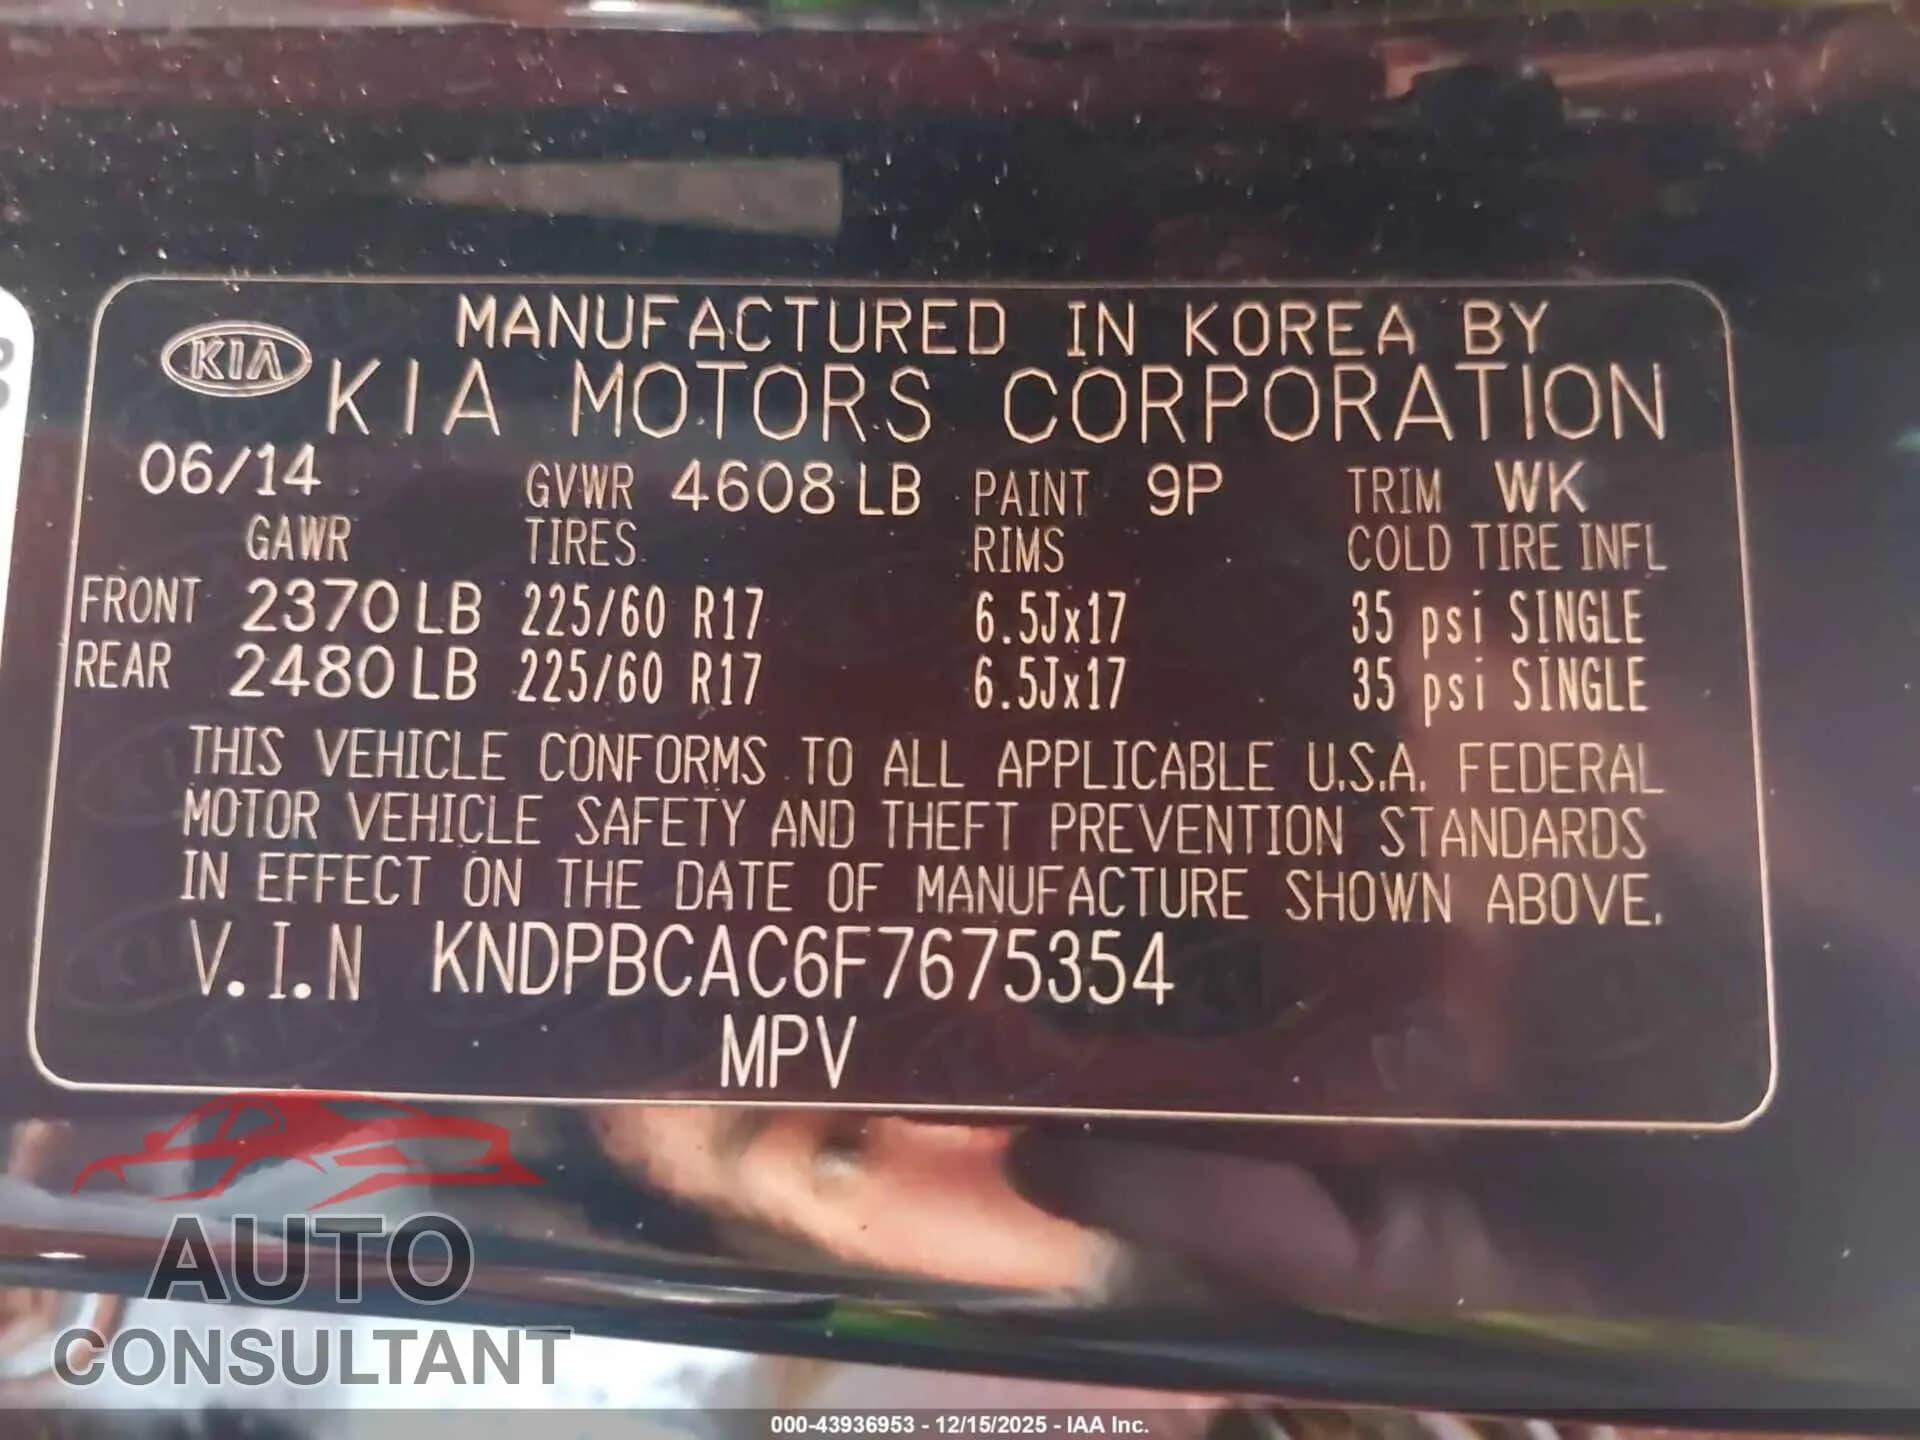 MANUFACTURED IN KOREA BY
KIA KIA MOTORS CORPORATION
06/14 GVWR 4608 LB PAINT 9P TRIM WK
GAWR TIRES RIMS COLD TIRE INFL
FRONT 2370 LB 225/60 R17 6.5Jx17 35 psi SINGLE
REAR 2480 LB 225/60 R17 6.5Jx17 35 psi SINGLE
THIS VEHICLE CONFORMS TO ALL APPLICABLE U.S.A. FEDERAL
MOTOR VEHICLE SAFETY AND THEFT PREVENTION STANDARDS
IN EFFECT ON THE DATE OF MANUFACTURE SHOWN ABOVE.
V.I.N KNDPBCAC6F7675354
MPV
AUTO
CONSULTANT
000-43936953 - 12/15/2025 - IAA Inc.